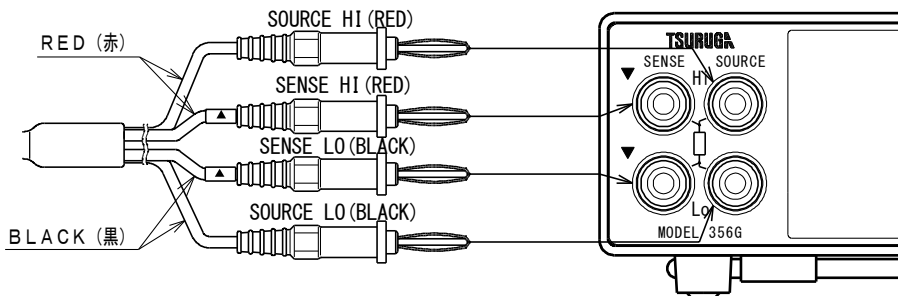 SOURCE HI(RED)
RED(赤)
SENSE HI(RED)
SENSE LO(BLACK)
SOURCE LO(BLACK)
BLACK(黒)
TSURUGA
SENSE SOURCE
Hi
Lo
MODEL 356G